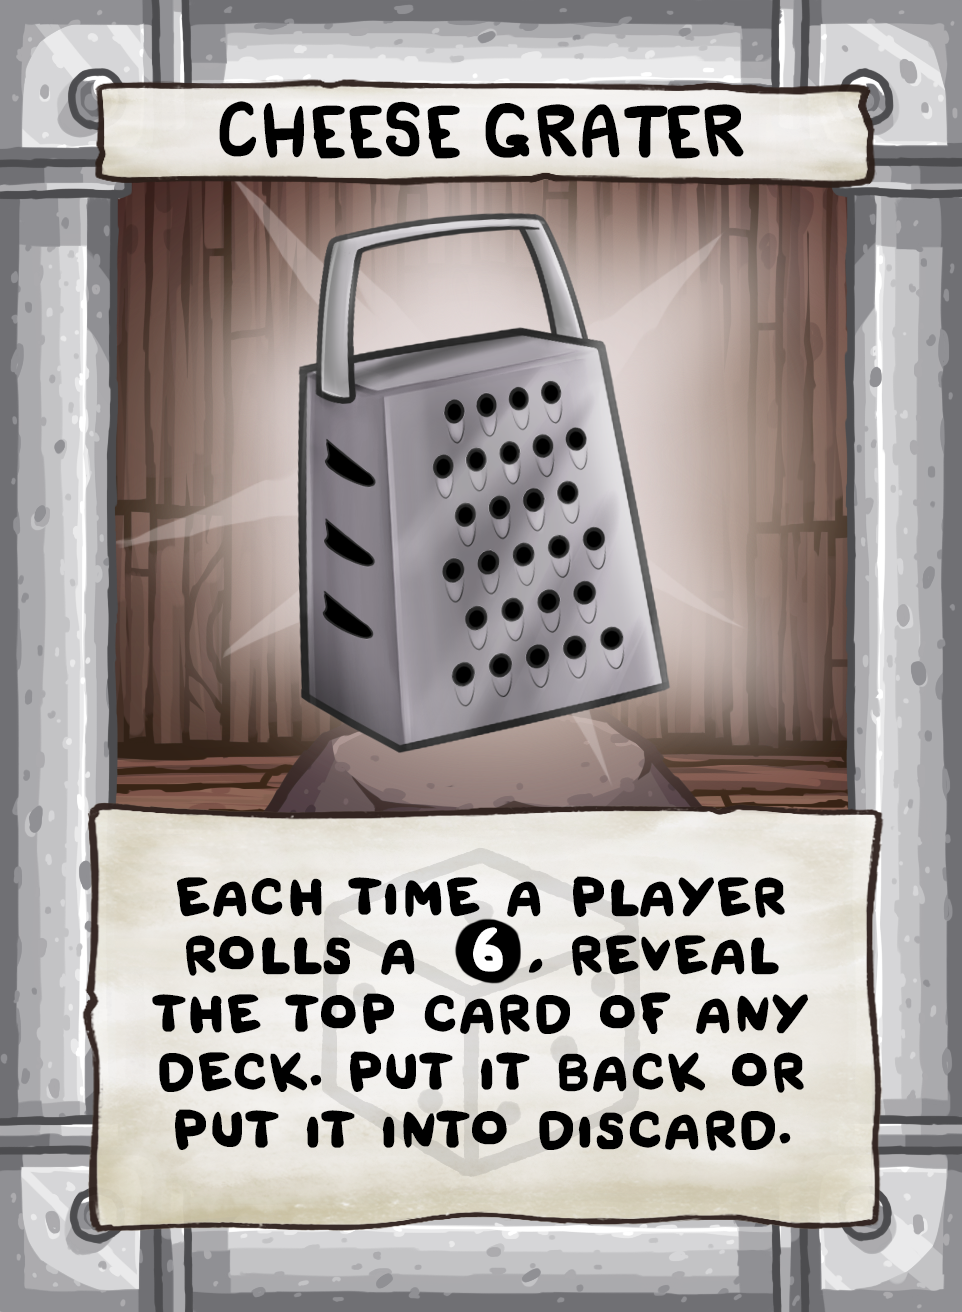 CHEESE GRATER
EACH TIME A PLAYER
ROLLS A 6, REVEAL
THE TOP CARD OF ANY
DECK. PUT IT BACK OR
PUT IT INTO DISCARD.